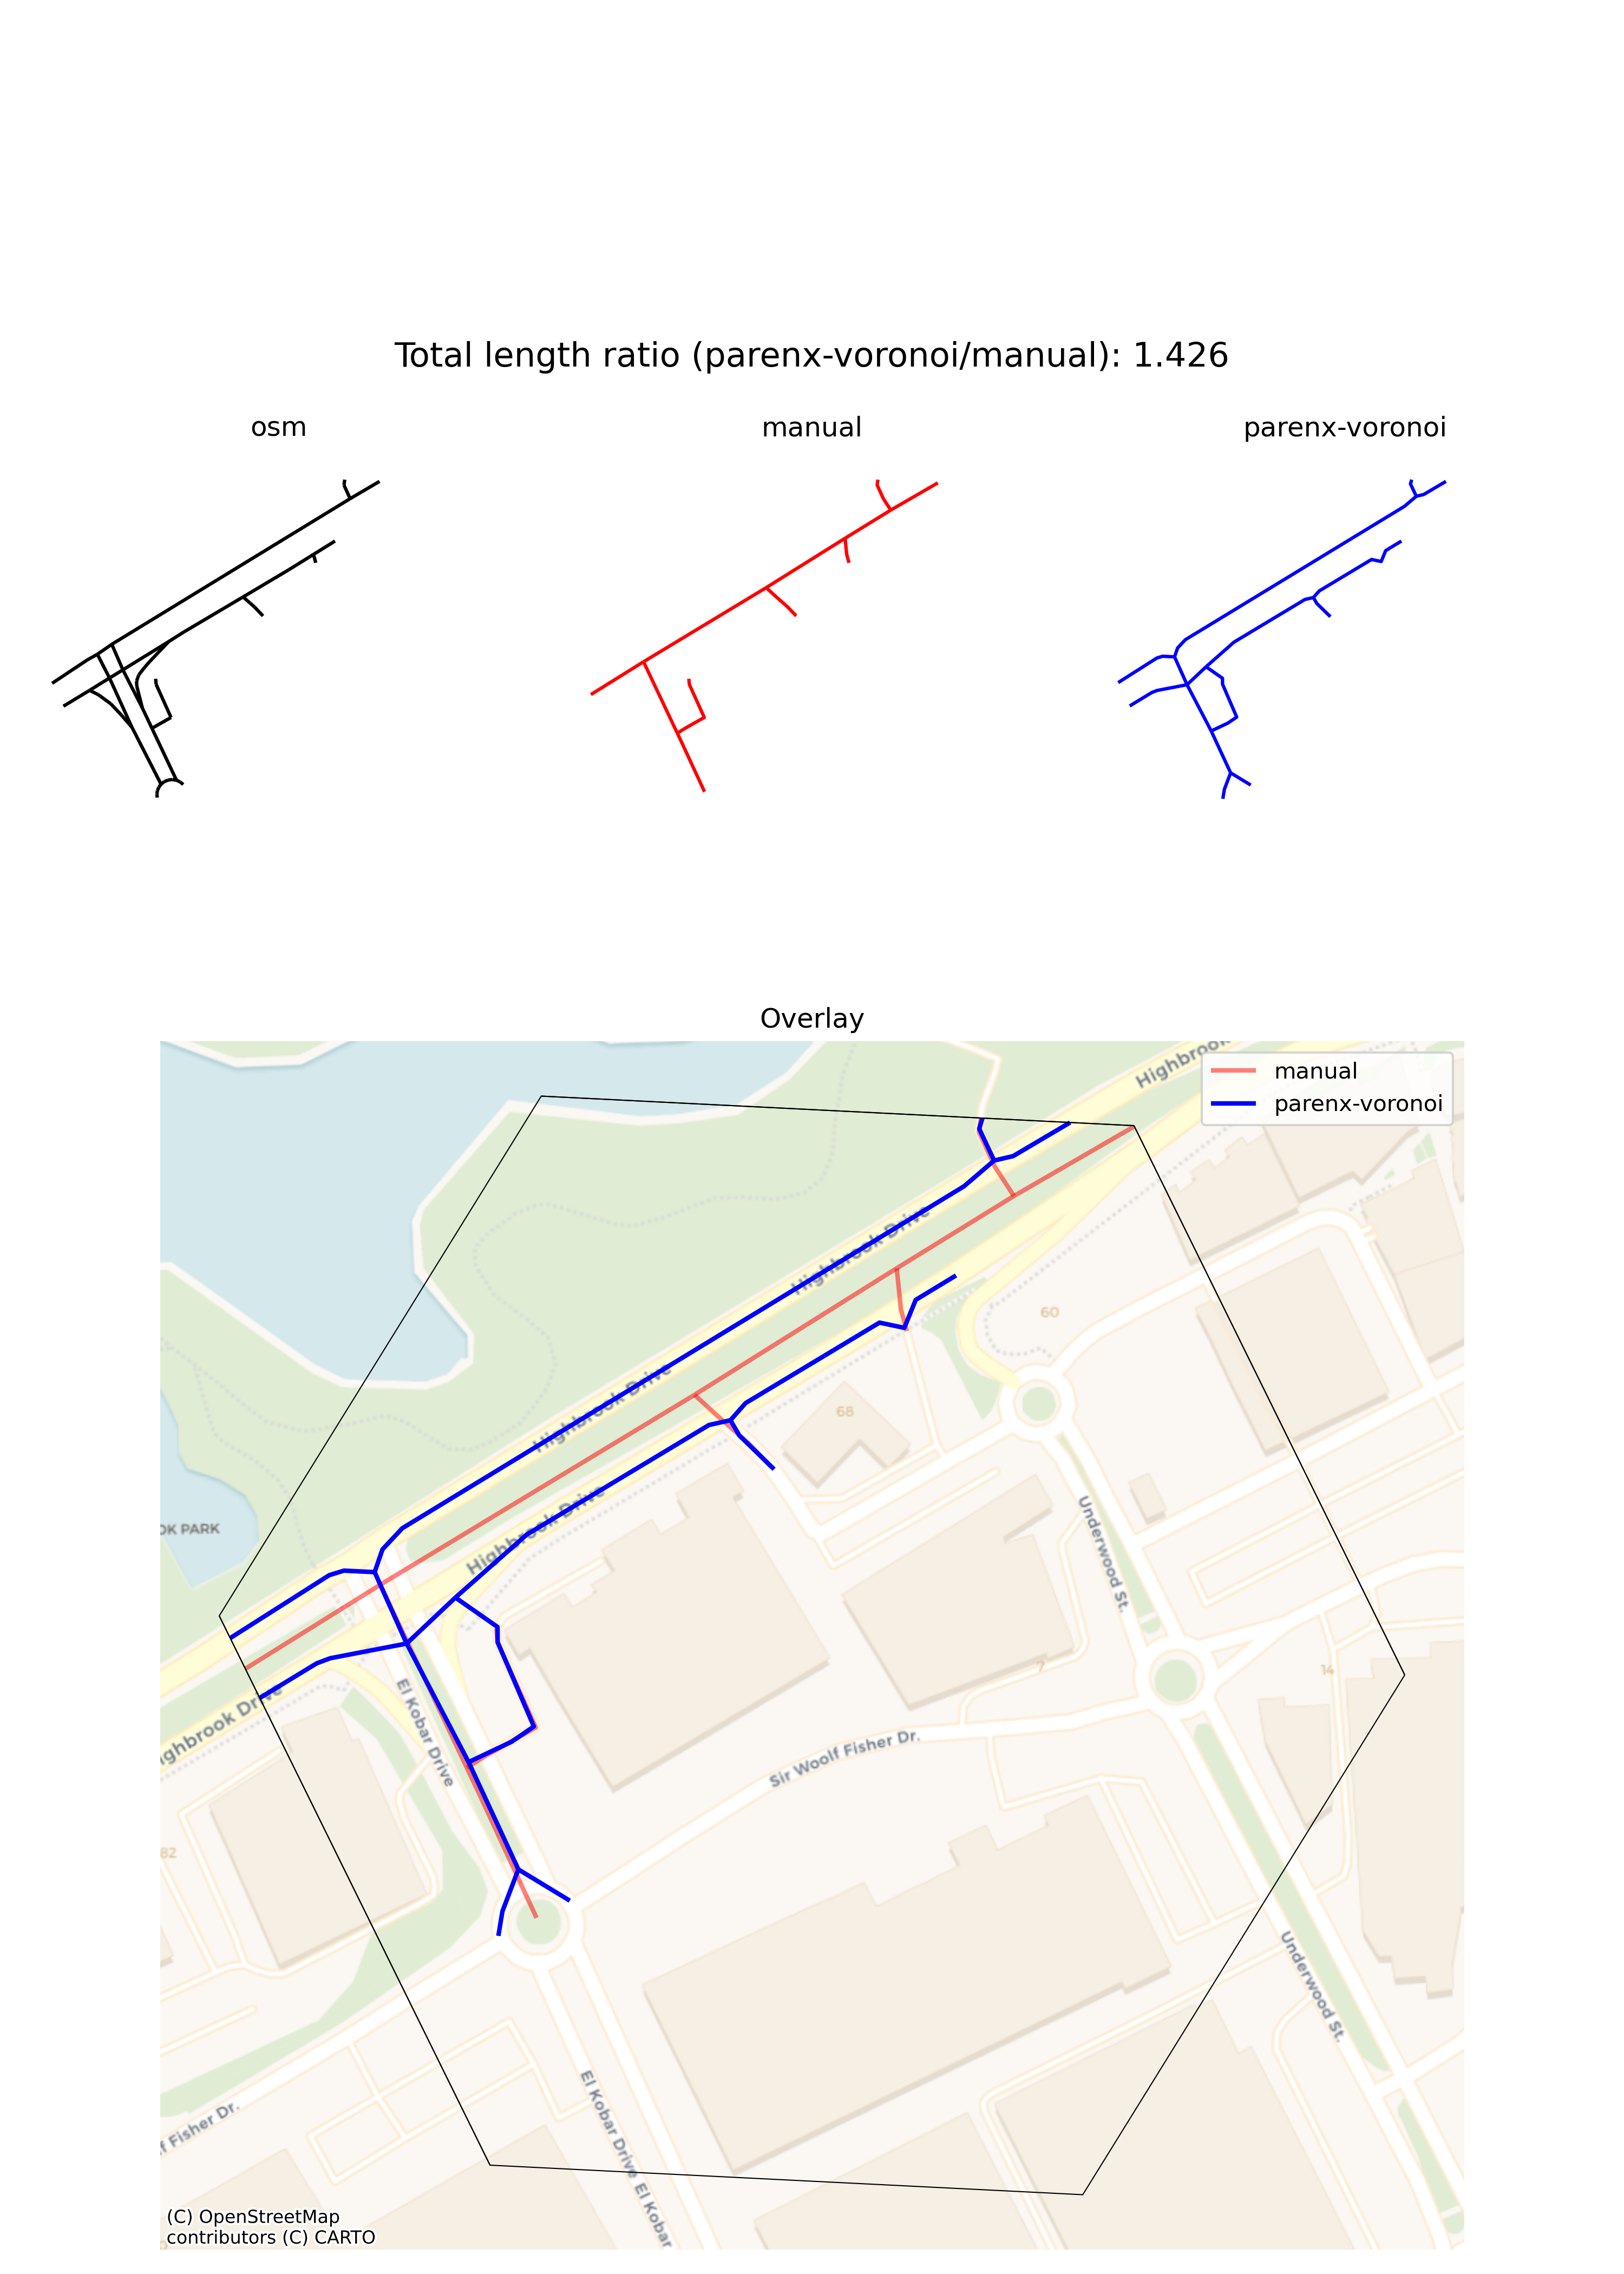 Total length ratio (parenx-voronoi/manual): 1.426
osm
manual
parenx-voronoi
Overlay
Highbrook
manual
parenx-voronoi
Highbrook Drive
60
Highbrook Drive
68
OK PARK
Highbrook Drive
Underwood St.
7
14
El Kobar Drive
ghbrook Drive
Sir Woolf Fisher Dr.
82
Underwood St.
El Kobar Drive
El Kobar
f Fisher Dr.
(C) OpenStreetMap
contributors (C) CARTO